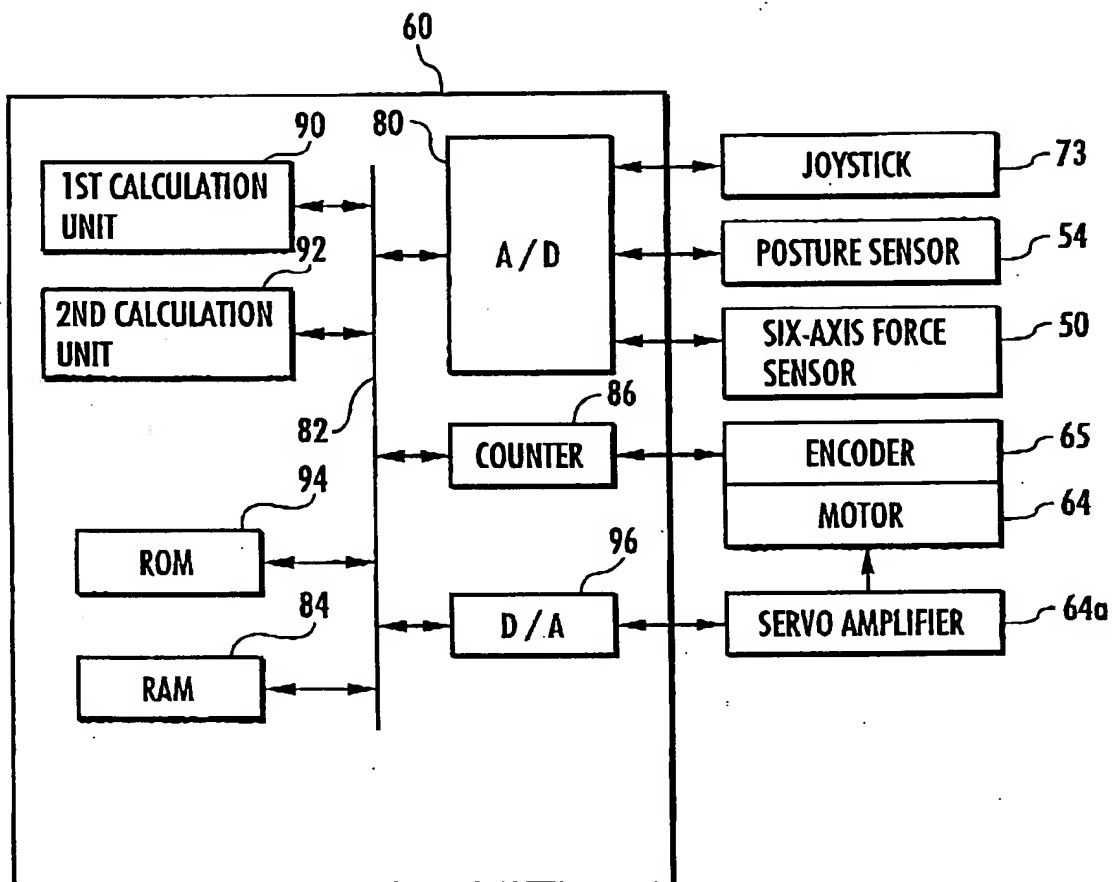 60
90
80
1ST CALCULATION
UNIT
JOYSTICK
73
92
A/D
POSTURE SENSOR
54
2ND CALCULATION
UNIT
SIX-AXIS FORCE
SENSOR
50
82
86
COUNTER
ENCODER
65
94
MOTOR
64
ROM
96
84
D/A
SERVO AMPLIFIER
64a
RAM